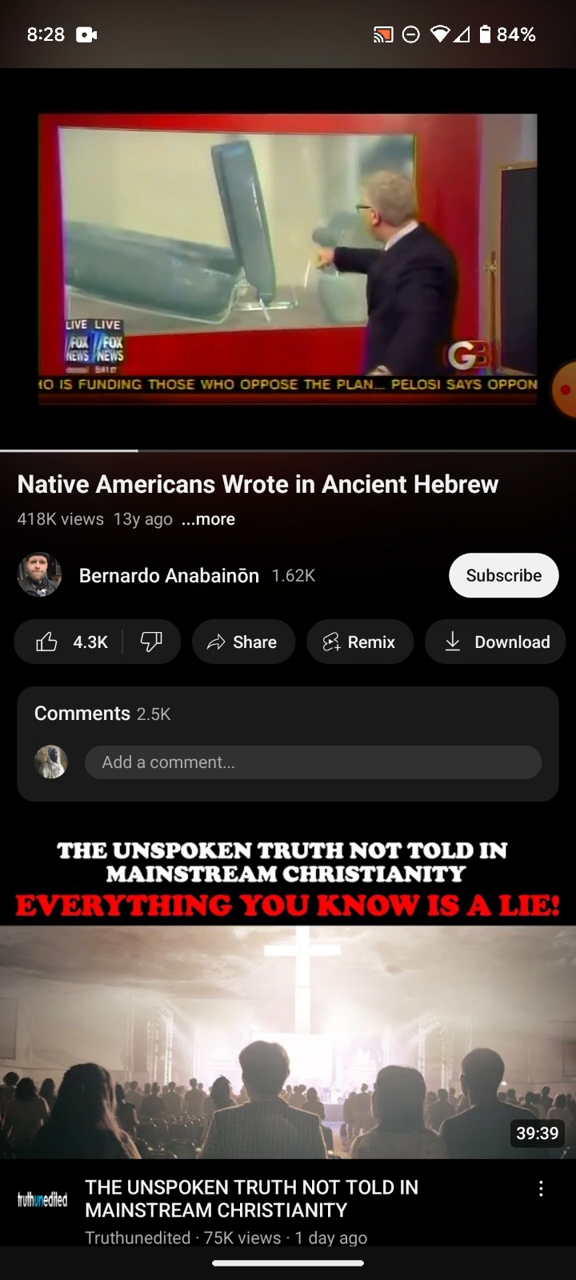 8:28
84%
LIVE LIVE
FOX FOX
NEWS NEWS
GB
HO IS FUNDING THOSE WHO OPPOSE THE PLAN... PELOSI SAYS OPPON
Native Americans Wrote in Ancient Hebrew
418K views 13y ago ...more
Bernardo Anabainōn 1.62K
Subscribe
4.3K
Share
Remix
Download
Comments 2.5K
Add a comment...
THE UNSPOKEN TRUTH NOT TOLD IN
MAINSTREAM CHRISTIANITY
EVERYTHING YOU KNOW IS A LIE!
39:39
truthunedited
THE UNSPOKEN TRUTH NOT TOLD IN
MAINSTREAM CHRISTIANITY
Truthunedited · 75K views · 1 day ago